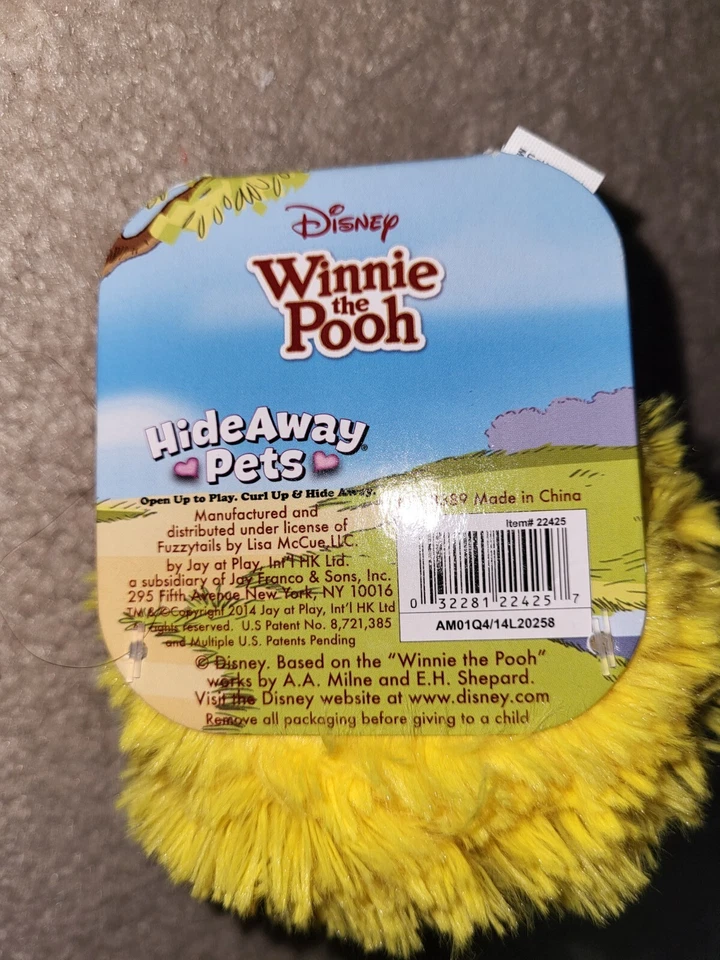 Disney
Winnie
the
Pooh
HideAway®
Pets
Open Up to Play. Curl Up & Hide Away.
Manufactured and
distributed under license of
Fuzzytails by Lisa McCue,LLC.
by Jay at Play, Int'l HK Ltd.
a subsidiary of Jay Franco & Sons, Inc.
295 Fifth Avenue New York, NY 10016
TM & © Copyright 2014 Jay at Play, Int'l HK Ltd
All rights reserved. U.S Patent No. 8,721,385
and Multiple U.S. Patents Pending
Made in China
Item# 22425
0 32281 22425 7
AM01Q4/14L20258
© Disney. Based on the "Winnie the Pooh"
works by A.A. Milne and E.H. Shepard.
Visit the Disney website at www.disney.com
Remove all packaging before giving to a child